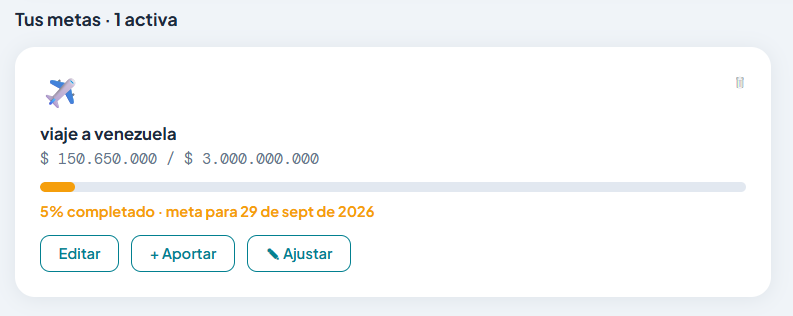 Tus metas · 1 activa
viaje a venezuela
$ 150.650.000 / $ 3.000.000.000
5% completado · meta para 29 de sept de 2026
Editar
+ Aportar
Ajustar